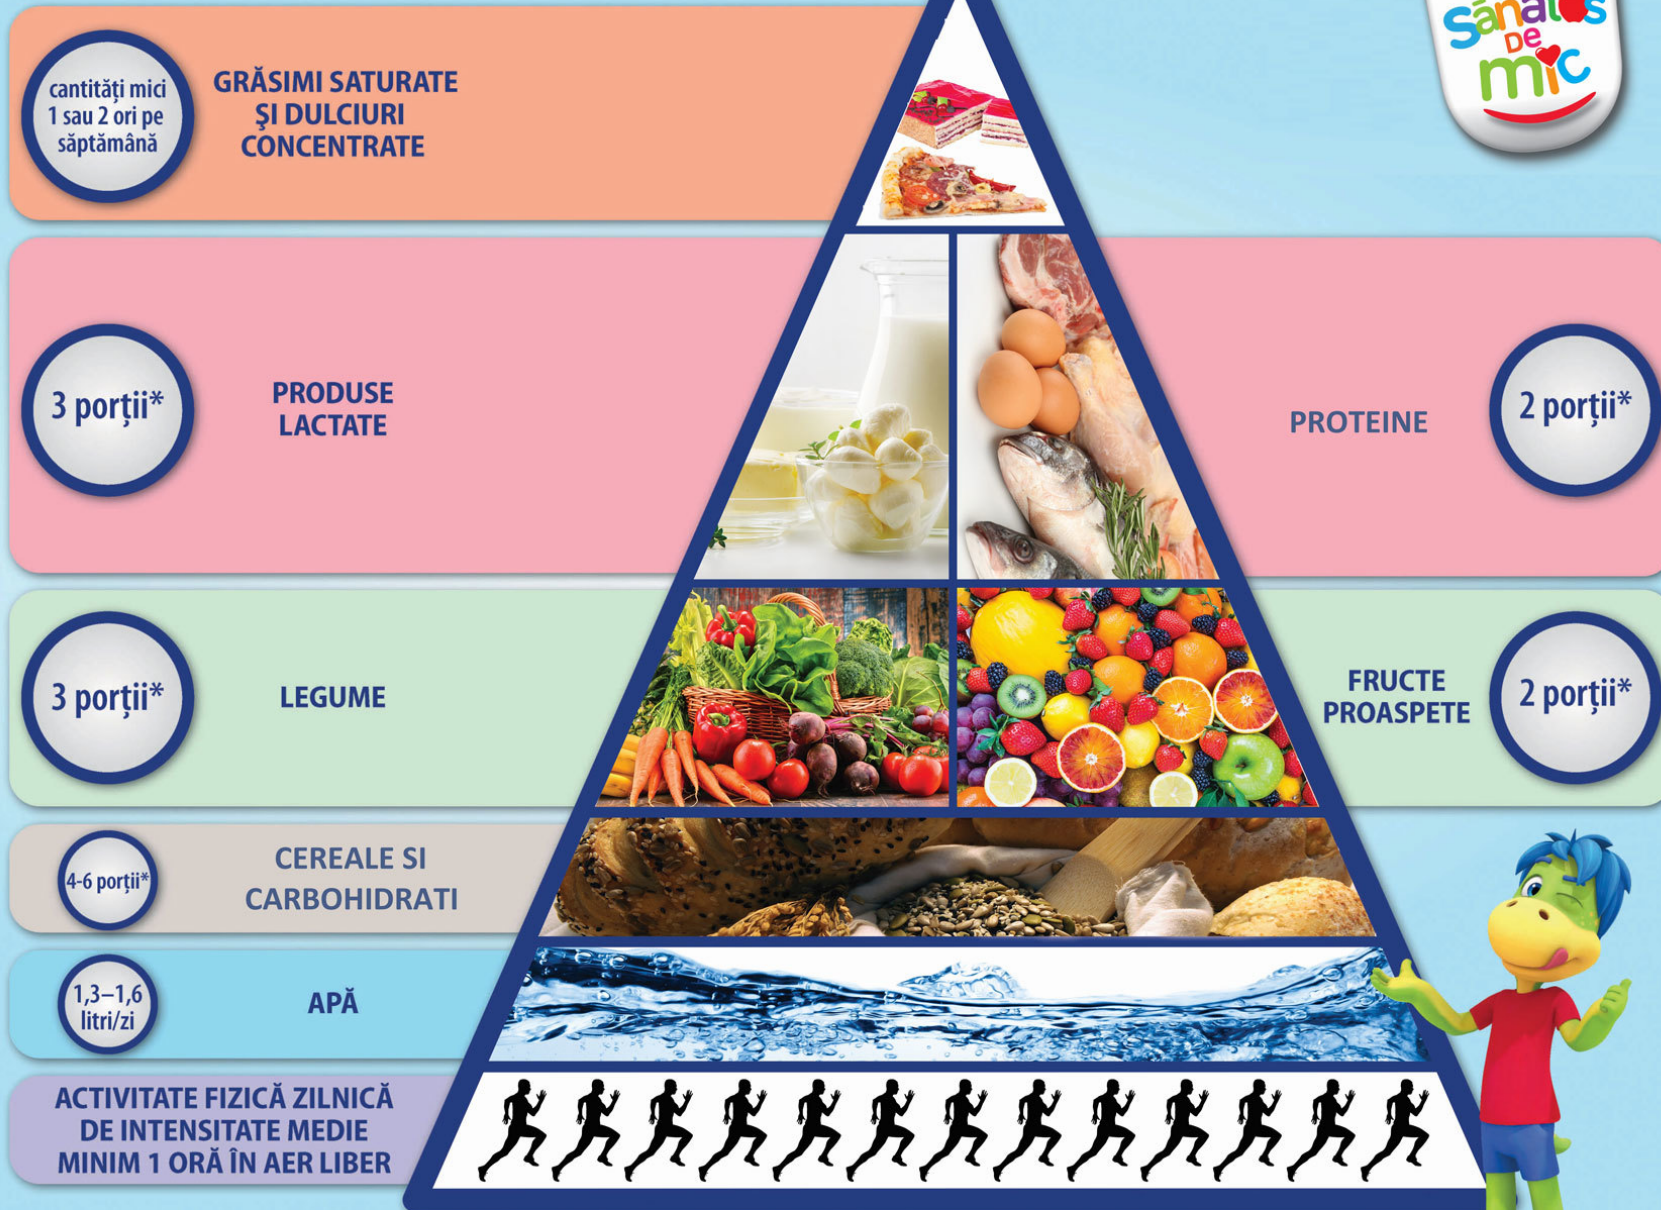 Sănătos
De
mic
cantități mici
1 sau 2 ori pe
săptămână
GRĂSIMI SATURATE
ŞI DULCIURI
CONCENTRATE
3 porții*
PRODUSE
LACTATE
PROTEINE
2 porții*
3 porții*
LEGUME
FRUCTE
PROASPETE
2 porții*
4-6 porții*
CEREALE SI
CARBOHIDRATI
1,3–1,6
litri/zi
APĂ
ACTIVITATE FIZICĂ ZILNICĂ
DE INTENSITATE MEDIE
MINIM 1 ORĂ ÎN AER LIBER